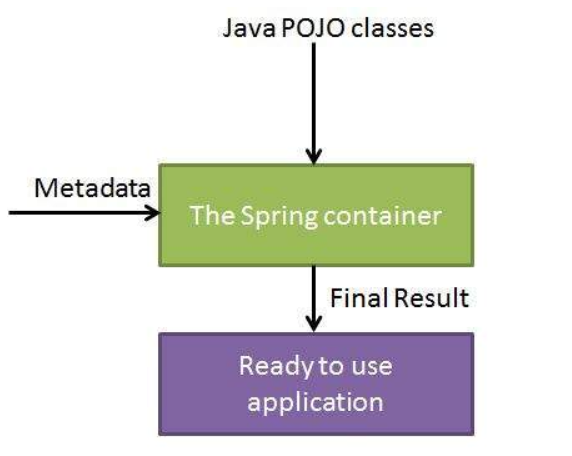 Java POJO classes
Metadata
The Spring container
Final Result
Ready to use
application